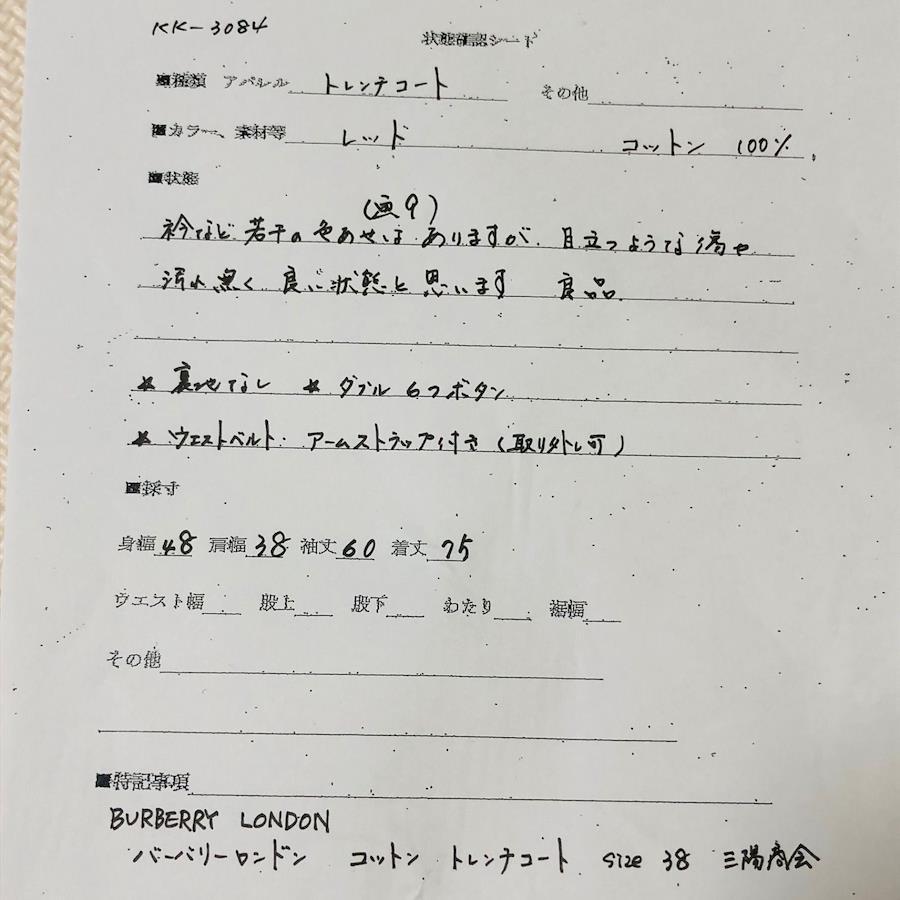 KK-3084
状態確認シート
■種類 アパレル トレンチコート その他
■カラー、素材等 レッド コットン 100%
■状態
(画9)
衿など若干の色あせはありますが、目立つような傷や
汚れ無く 良い状態と思います 良品
* 裏地なし * ダブル 6つボタン
* ウエストベルト・アームストラップ付き (取り外し可)
■採寸
身幅48 肩幅38 袖丈60 着丈75
ウエスト幅 股上 股下 わたり 裾幅
その他
■特記事項
BURBERRY LONDON
バーバリーロンドン コットン トレンチコート size 38 三陽商会